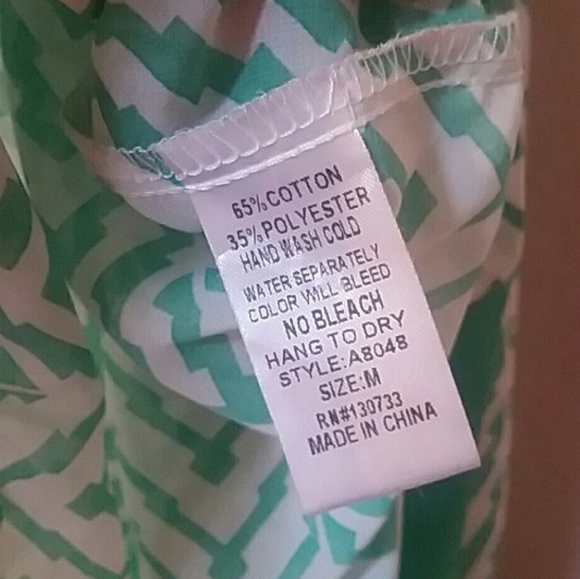 65%COTTON
35%POLYESTER
HAND WASH COLD
WATER SEPARATELY
COLOR WILL BLEED
NO BLEACH
HANG TO DRY
STYLE:A8048
SIZE:M
RN#130733
MADE IN CHINA